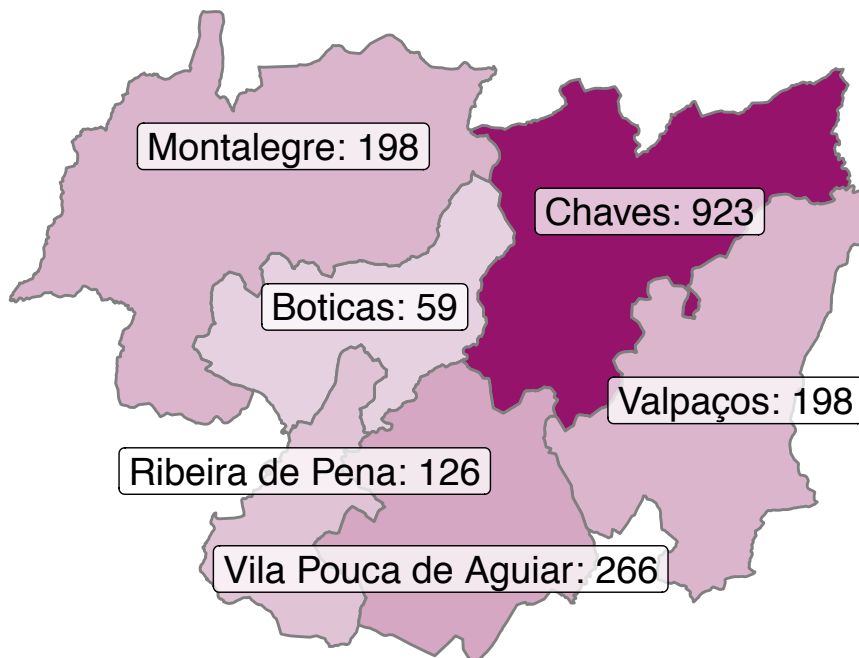 Montalegre: 198
Chaves: 923
Boticas: 59
Valpaços: 198
Ribeira de Pena: 126
Vila Pouca de Aguiar: 266